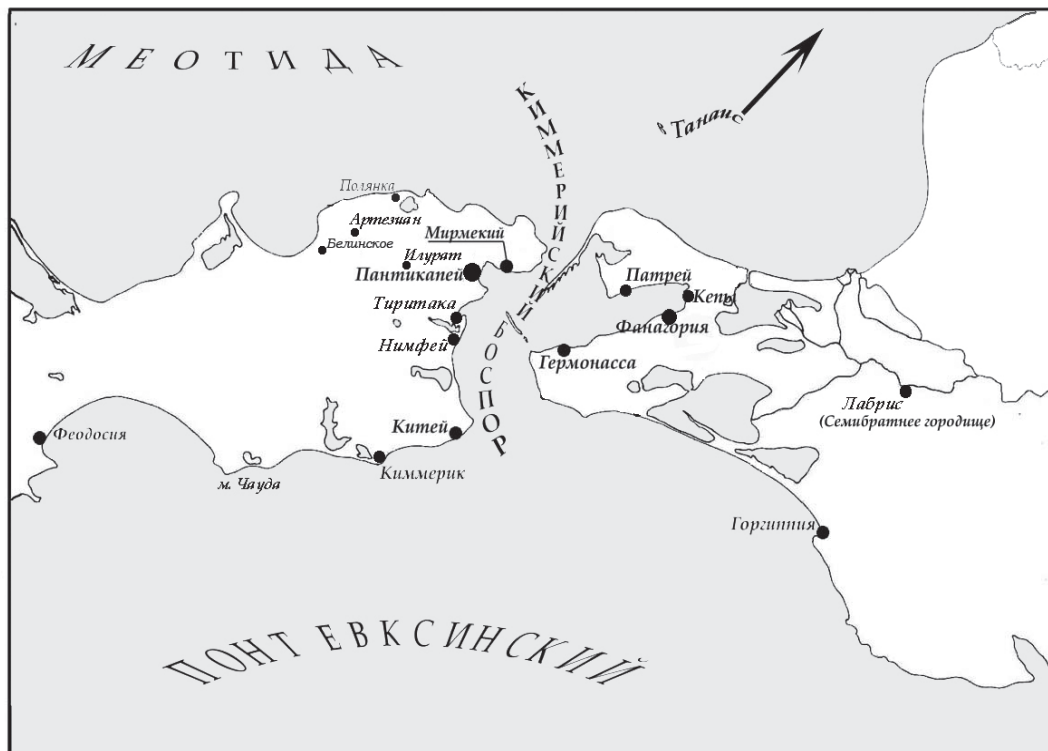 МЕОТИДА
КИММЕРИЙСКИЙ БОСПОР
в Танаис
Полянка
Артезиан
Белинское
Мирмекий
Илурат
Пантикапей
Патрей
Кепы
Тиритака
Фанагория
Нимфей
Гермонасса
Лабрис
(Семибратнее городище)
Феодосия
Китей
Киммерик
м. Чауда
Горгиппия
ПОНТ ЕВКСИНСКИЙ